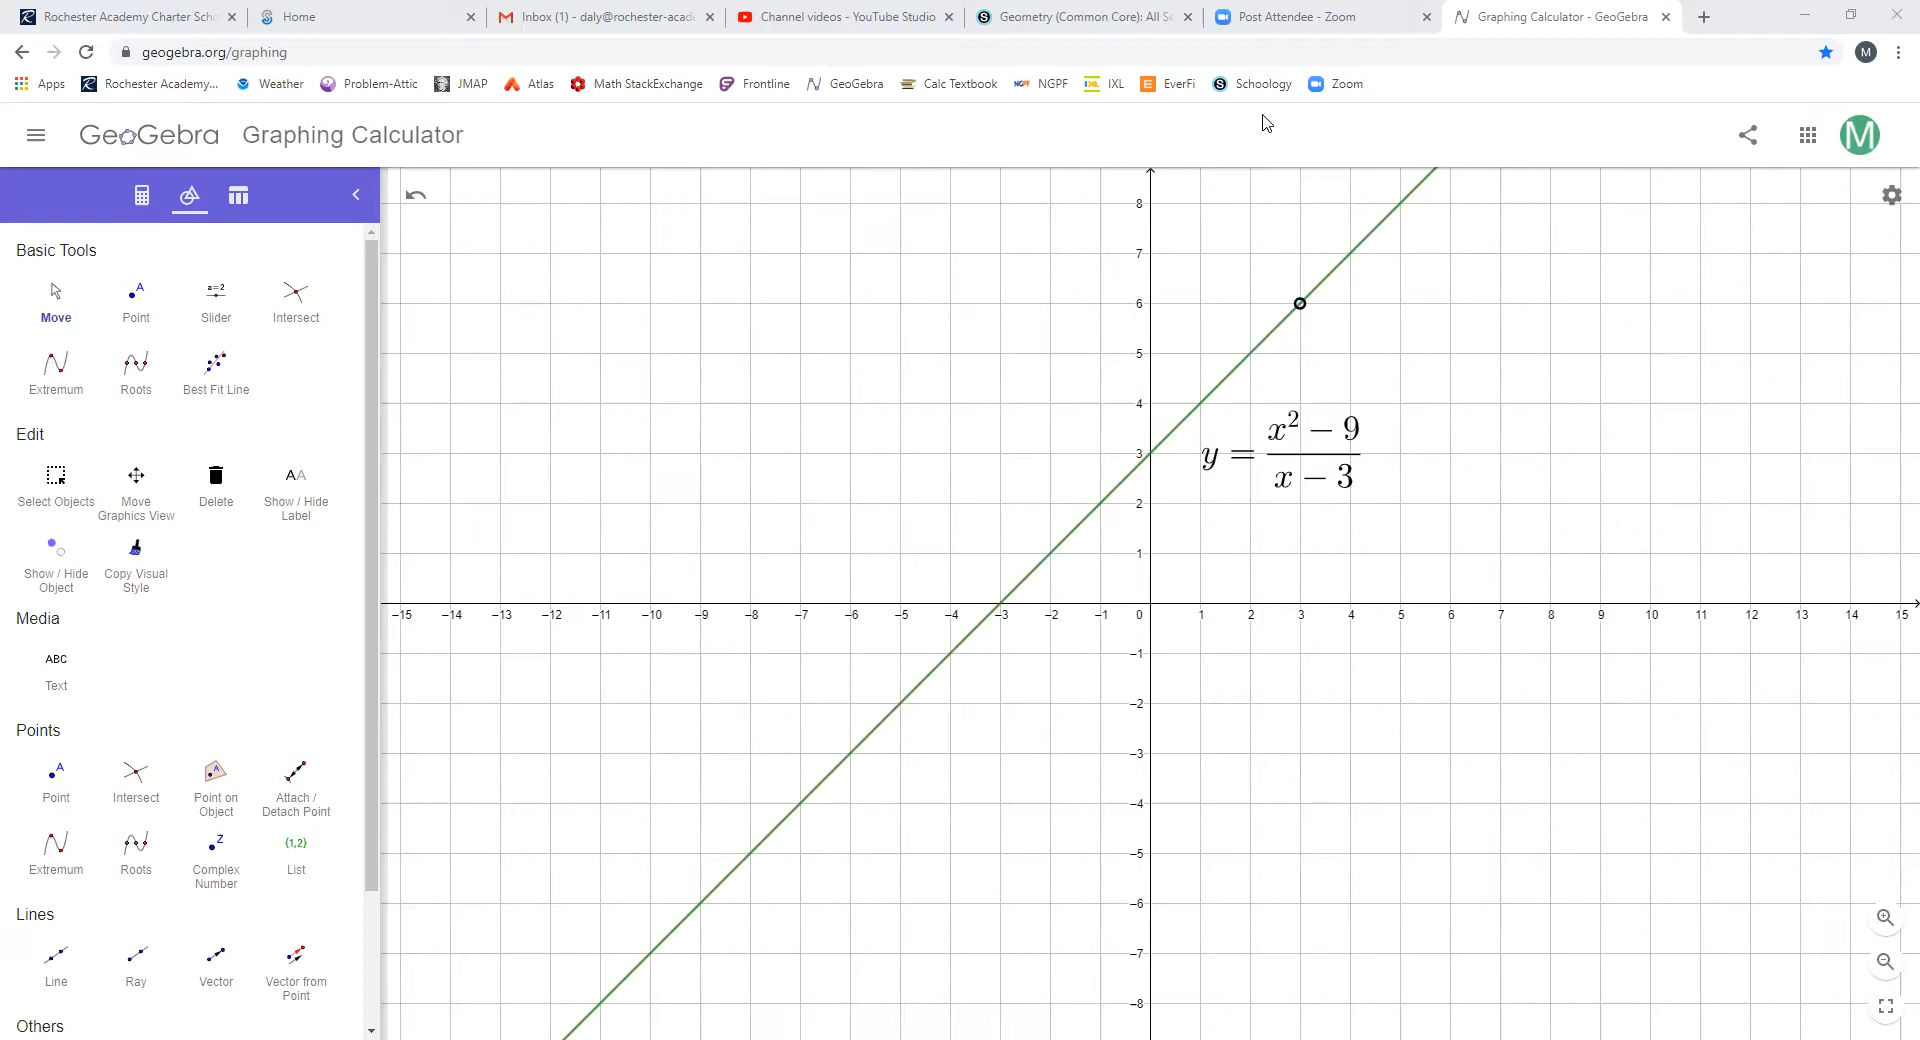 Rochester Academy Charter Scho
Home
Inbox (1) - daly@rochester-acade
Channel videos - YouTube Studio
Geometry (Common Core): All Se
Post Attendee - Zoom
Graphing Calculator - GeoGebra
geogebra.org/graphing
M
Apps
Rochester Academy...
Weather
Problem-Attic
JMAP
Atlas
Math StackExchange
Frontline
GeoGebra
Calc Textbook
NGPF
IXL
EverFi
Schoology
Zoom
GeoGebra Graphing Calculator
M
Basic Tools
Move
Point
Slider
Intersect
Extremum
Roots
Best Fit Line
Edit
Select Objects
Move Graphics View
Delete
Show / Hide Label
Show / Hide Object
Copy Visual Style
Media
ABC
Text
Points
Point
Intersect
Point on Object
Attach / Detach Point
Extremum
Roots
Complex Number
{1,2}
List
Lines
Line
Ray
Vector
Vector from Point
Others
8
7
6
5
4
3
2
1
−15 −14 −13 −12 −11 −10 −9 −8 −7 −6 −5 −4 −3 −2 −1 0 1 2 3 4 5 6 7 8 9 10 11 12 13 14 15
−1
−2
−3
−4
−5
−6
−7
−8
y = (x² − 9)/(x − 3)